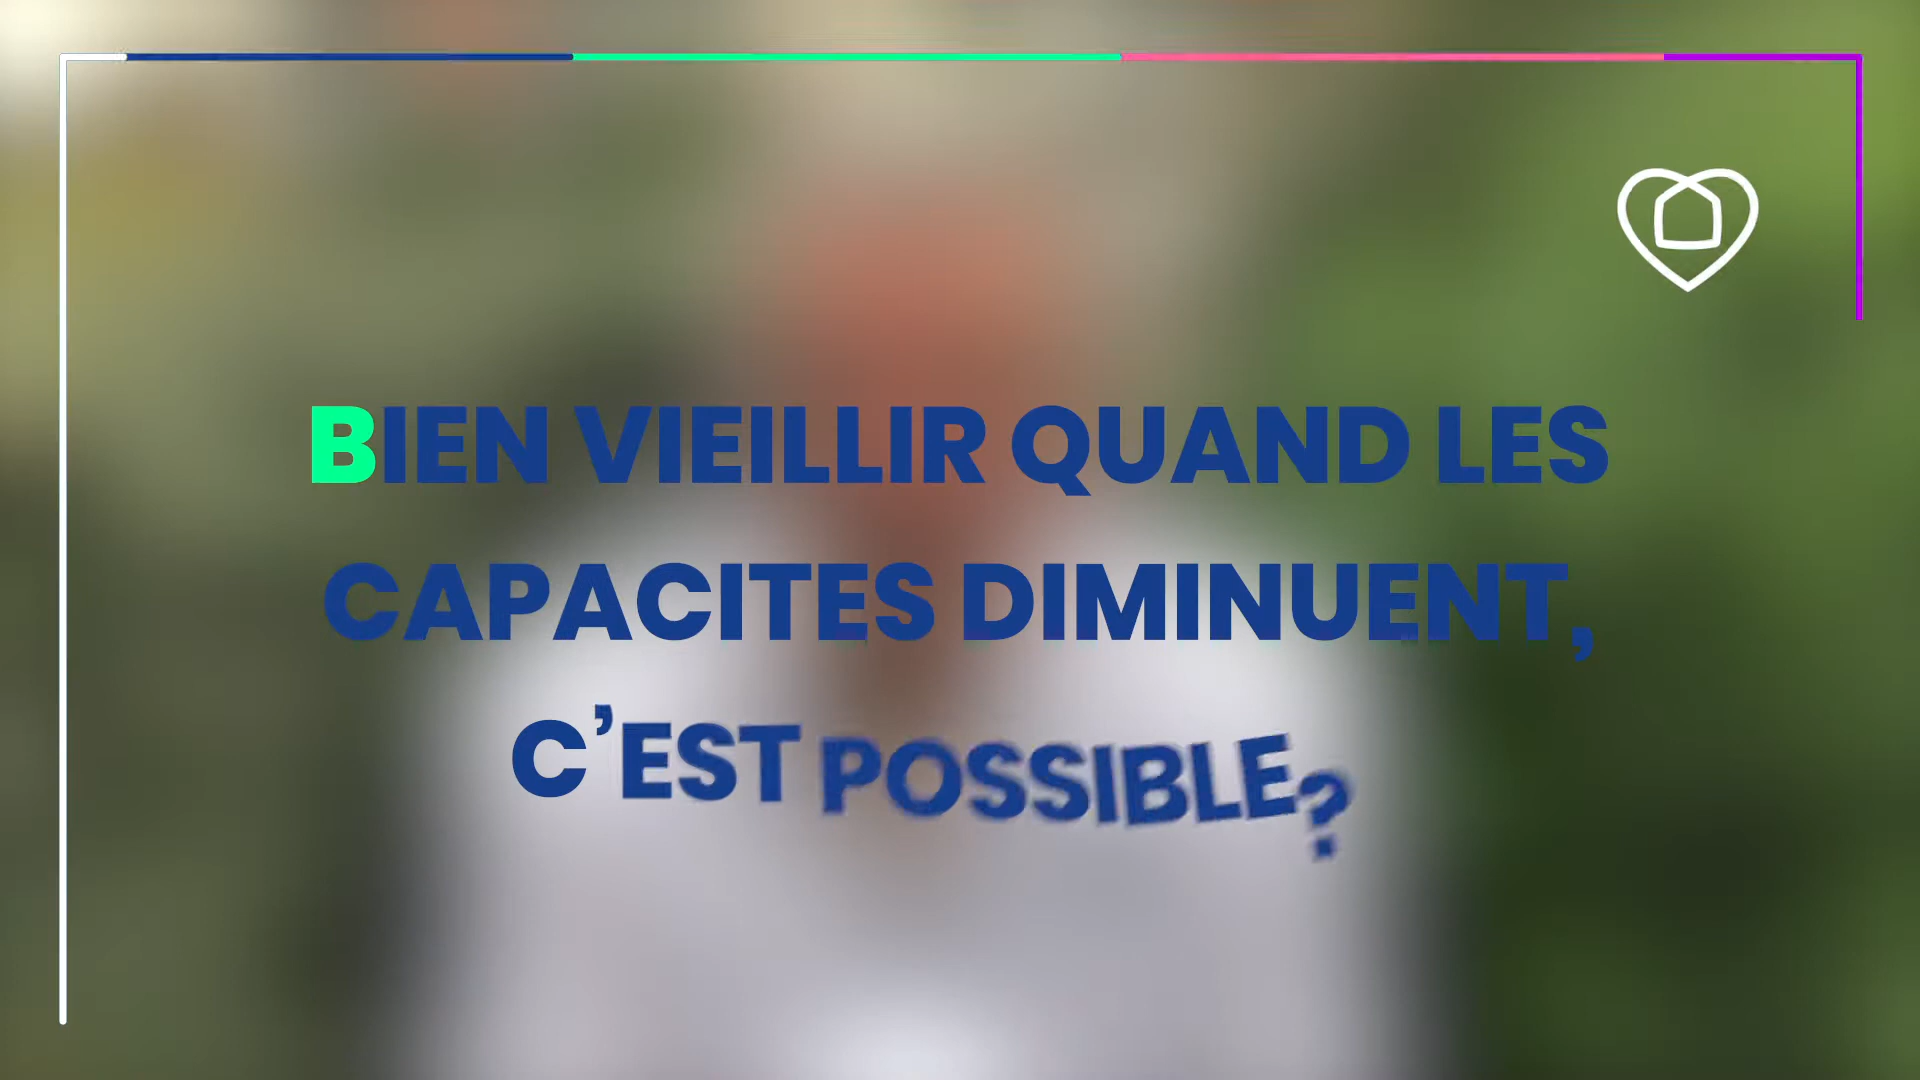 BIEN VIEILLIR QUAND LES
CAPACITES DIMINUENT,
C’EST POSSIBLE?